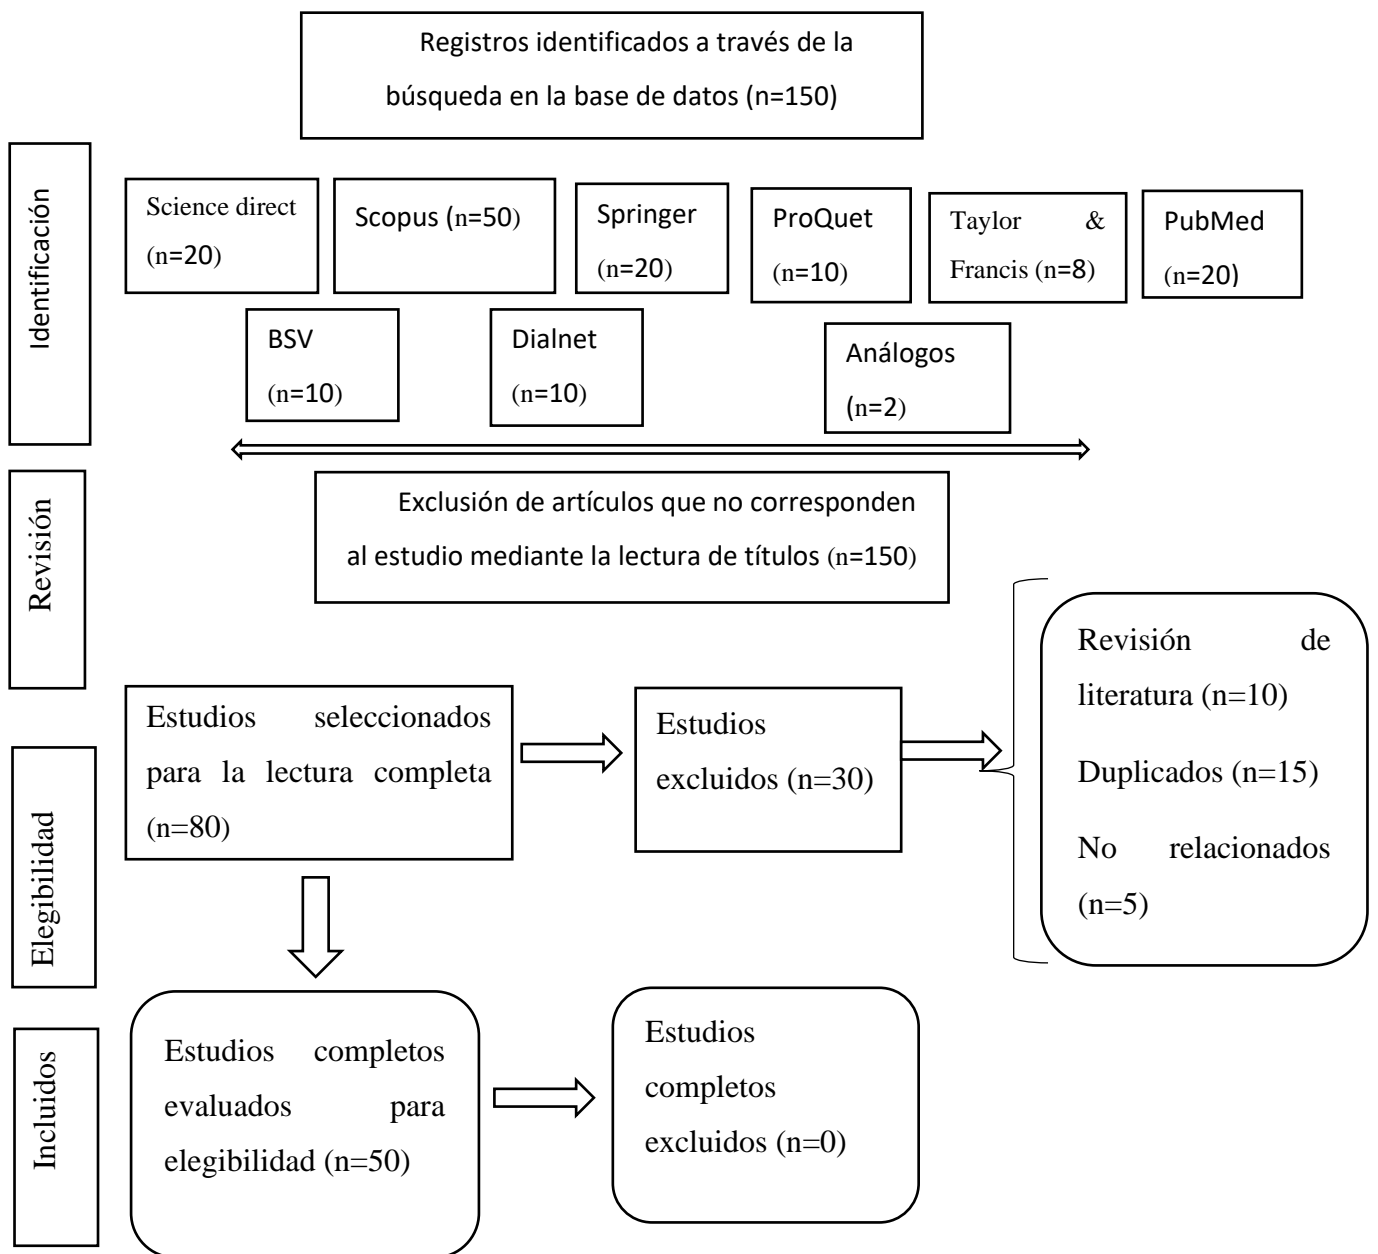 Registros identificados a través de la
búsqueda en la base de datos (n=150)
Identificación
Science direct
(n=20)
Scopus (n=50)
Springer
(n=20)
ProQuet
(n=10)
Taylor &
Francis (n=8)
PubMed
(n=20)
BSV
(n=10)
Dialnet
(n=10)
Análogos
(n=2)
Revisión
Exclusión de artículos que no corresponden
al estudio mediante la lectura de títulos (n=150)
Elegibilidad
Estudios seleccionados
para la lectura completa
(n=80)
Estudios
excluidos (n=30)
Revisión de
literatura (n=10)
Duplicados (n=15)
No relacionados
(n=5)
Incluidos
Estudios completos
evaluados para
elegibilidad (n=50)
Estudios
completos
excluidos (n=0)